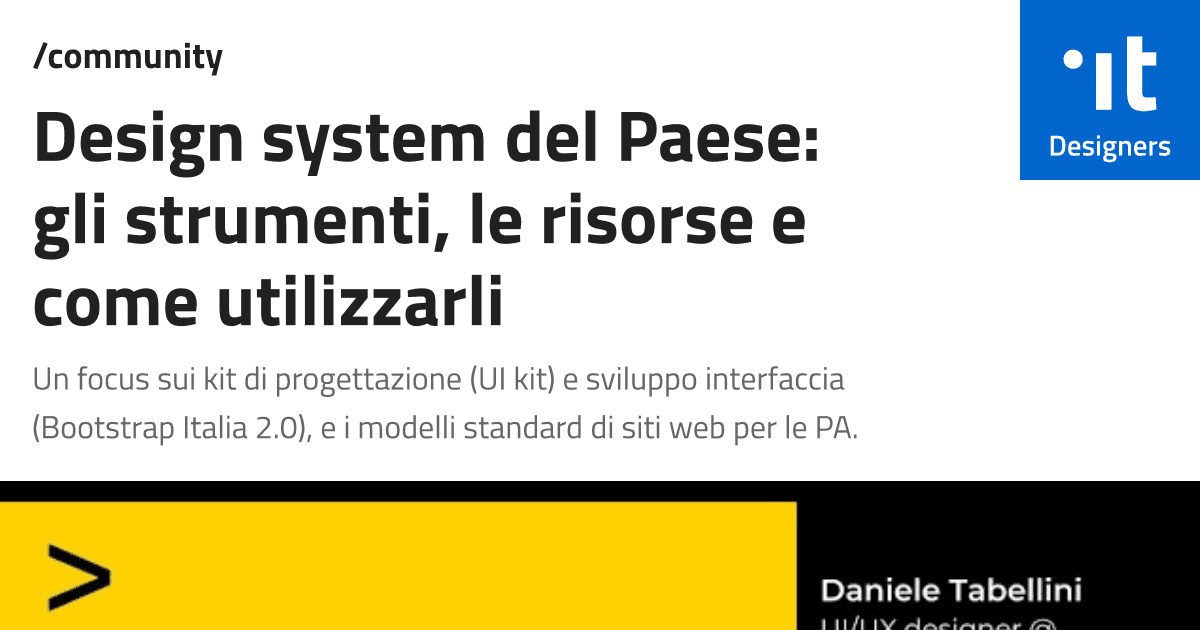 /community
Design system del Paese:
gli strumenti, le risorse e
come utilizzarli
Un focus sui kit di progettazione (UI kit) e sviluppo interfaccia
(Bootstrap Italia 2.0), e i modelli standard di siti web per le PA.
it
Designers
>
Daniele Tabellini
UI/UX designer @